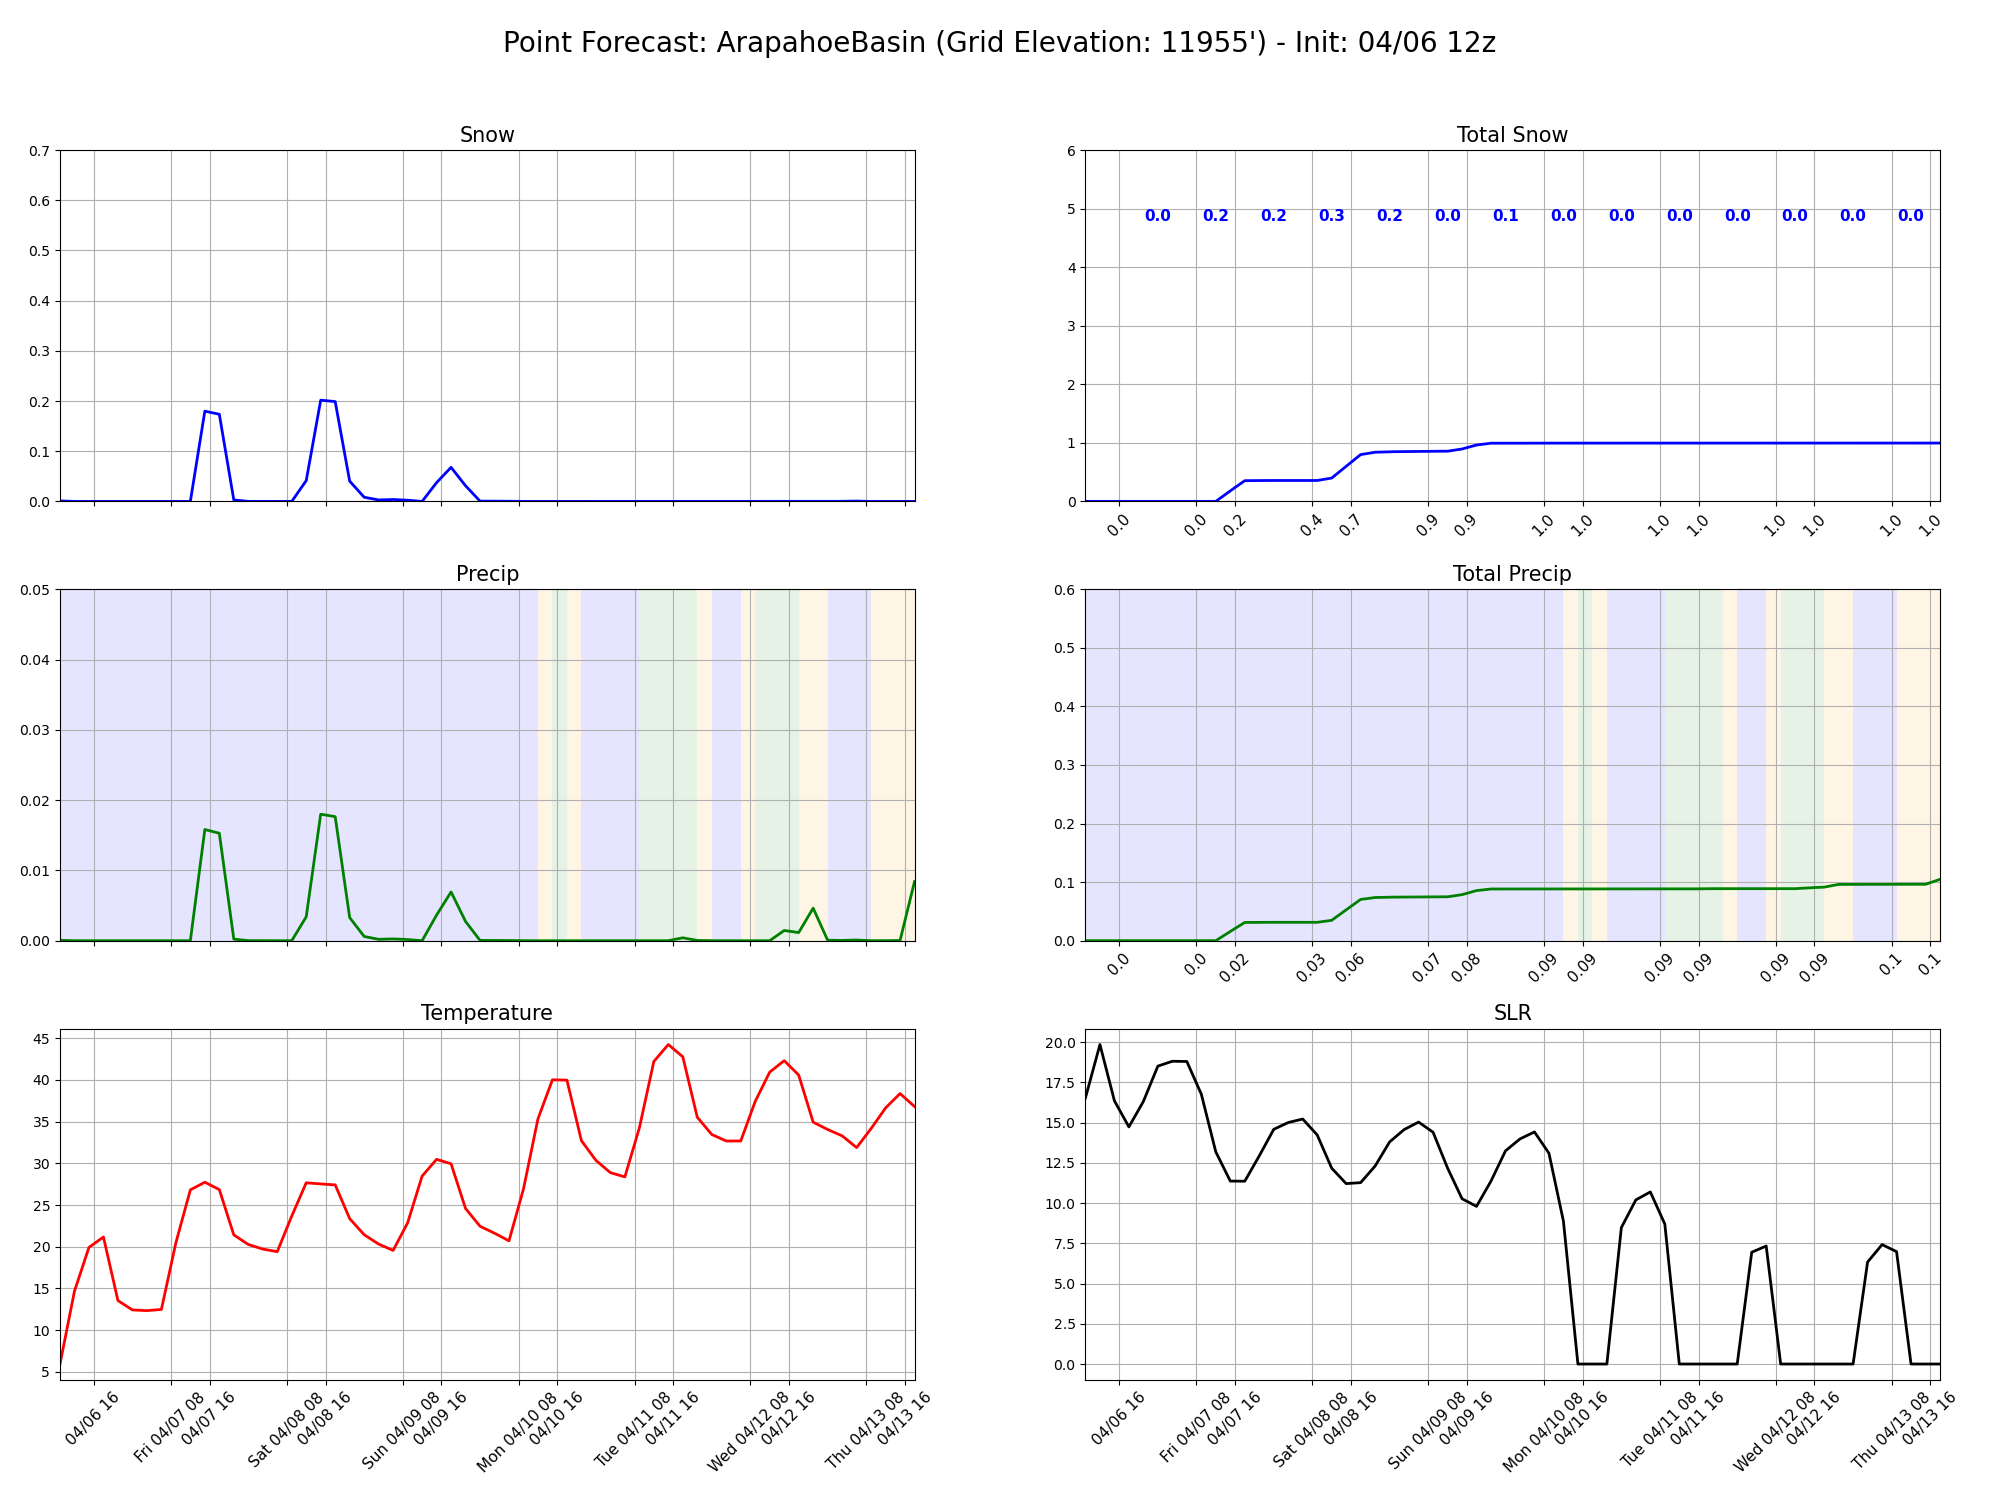 Point Forecast: ArapahoeBasin (Grid Elevation: 11955') - Init: 04/06 12z
Snow
0.7
0.6
0.5
0.4
0.3
0.2
0.1
0.0
Total Snow
6
5
4
3
2
1
0
0.0 0.2 0.2 0.3 0.2 0.0 0.1 0.0 0.0 0.0 0.0 0.0 0.0 0.0
0.0 0.0 0.2 0.4 0.7 0.9 0.9 1.0 1.0 1.0 1.0 1.0 1.0 1.0 1.0
Precip
0.05
0.04
0.03
0.02
0.01
0.00
Total Precip
0.6
0.5
0.4
0.3
0.2
0.1
0.0
0.0 0.0 0.02 0.03 0.06 0.07 0.08 0.09 0.09 0.09 0.09 0.09 0.09 0.1 0.1
Temperature
45
40
35
30
25
20
15
10
5
04/06 16
Fri 04/07 08
04/07 16
Sat 04/08 08
04/08 16
Sun 04/09 08
04/09 16
Mon 04/10 08
04/10 16
Tue 04/11 08
04/11 16
Wed 04/12 08
04/12 16
Thu 04/13 08
04/13 16
SLR
20.0
17.5
15.0
12.5
10.0
7.5
5.0
2.5
0.0
04/06 16
Fri 04/07 08
04/07 16
Sat 04/08 08
04/08 16
Sun 04/09 08
04/09 16
Mon 04/10 08
04/10 16
Tue 04/11 08
04/11 16
Wed 04/12 08
04/12 16
Thu 04/13 08
04/13 16